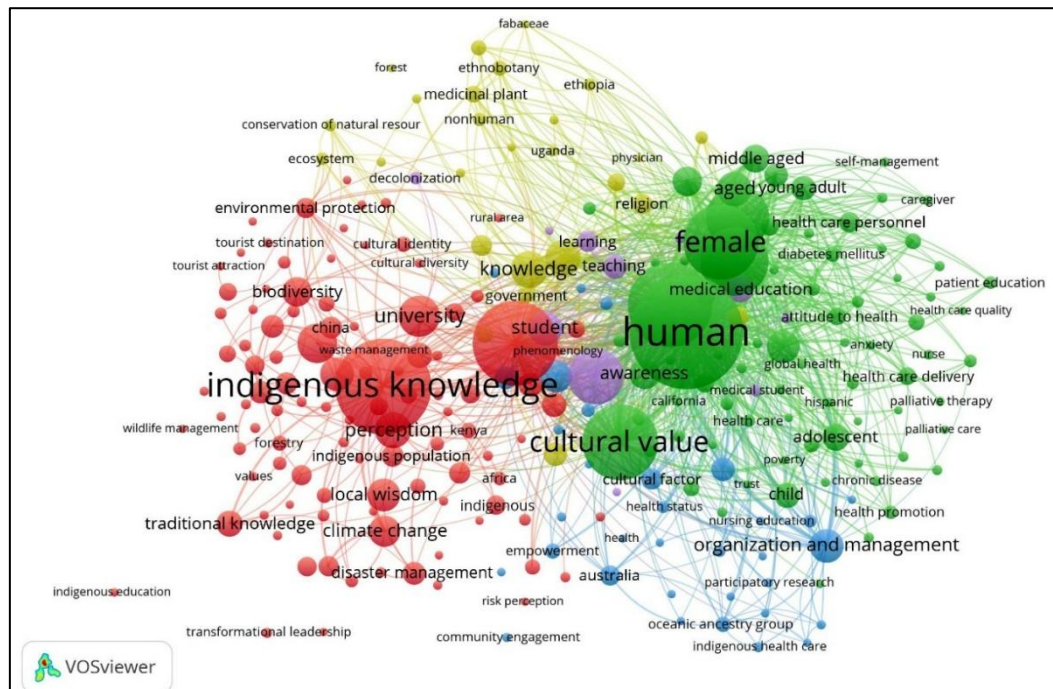 fabaceae
forest
ethnobotany
ethiopia
medicinal plant
nonhuman
conservation of natural resour
uganda
physician
middle aged
self-management
ecosystem
decolonization
aged
young adult
caregiver
religion
environmental protection
rural area
health care personnel
tourist destination
cultural identity
learning
female
diabetes mellitus
tourist attraction
cultural diversity
knowledge
teaching
medical education
patient education
biodiversity
government
university
student
human
attitude to health
health care quality
china
waste management
phenomenology
anxiety
nurse
indigenous knowledge
awareness
global health
health care delivery
medical student
california
hispanic
palliative therapy
wildlife management
perception
kenya
cultural value
health care
adolescent
palliative care
forestry
indigenous population
poverty
values
africa
cultural factor
trust
chronic disease
local wisdom
indigenous
health status
child
health promotion
traditional knowledge
climate change
nursing education
health
organization and management
empowerment
disaster management
australia
participatory research
indigenous education
risk perception
oceanic ancestry group
transformational leadership
community engagement
indigenous health care
VOSviewer